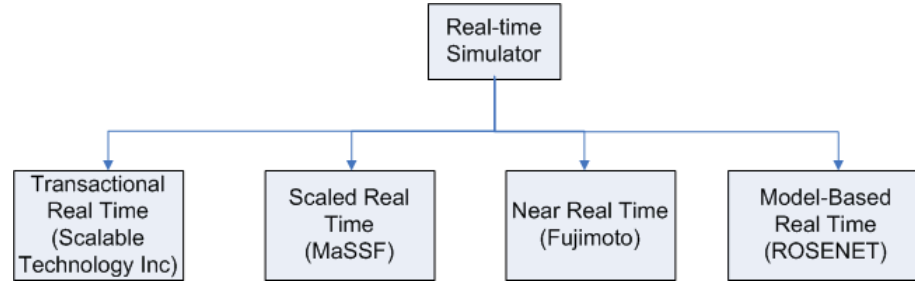 Real-time
Simulator
Transactional
Real Time
(Scalable
Technology Inc)
Scaled Real
Time
(MaSSF)
Near Real Time
(Fujimoto)
Model-Based
Real Time
(ROSENET)